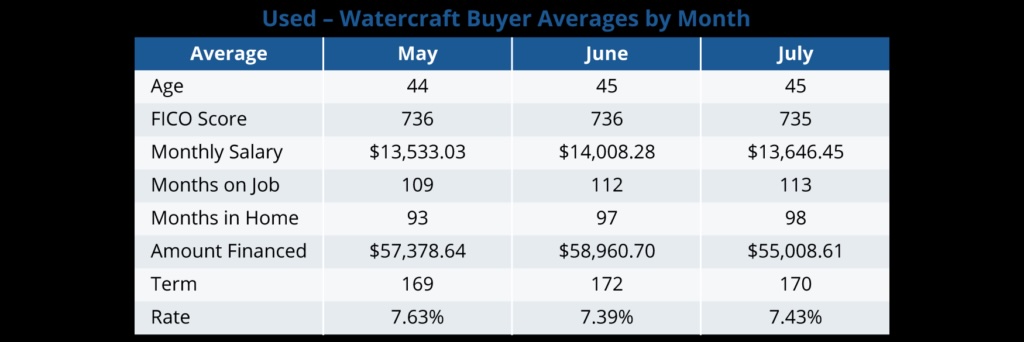 Used – Watercraft Buyer Averages by Month
Average May June July
Age 44 45 45
FICO Score 736 736 735
Monthly Salary $13,533.03 $14,008.28 $13,646.45
Months on Job 109 112 113
Months in Home 93 97 98
Amount Financed $57,378.64 $58,960.70 $55,008.61
Term 169 172 170
Rate 7.63% 7.39% 7.43%